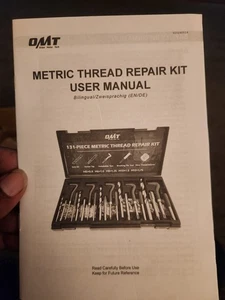 OMT
METRIC THREAD REPAIR KIT
USER MANUAL
Bilingual/Zweisprachig (EN/DE)
OMT
131-PIECE METRIC THREAD REPAIR KIT
Read Carefully Before Use
Keep for Future Reference